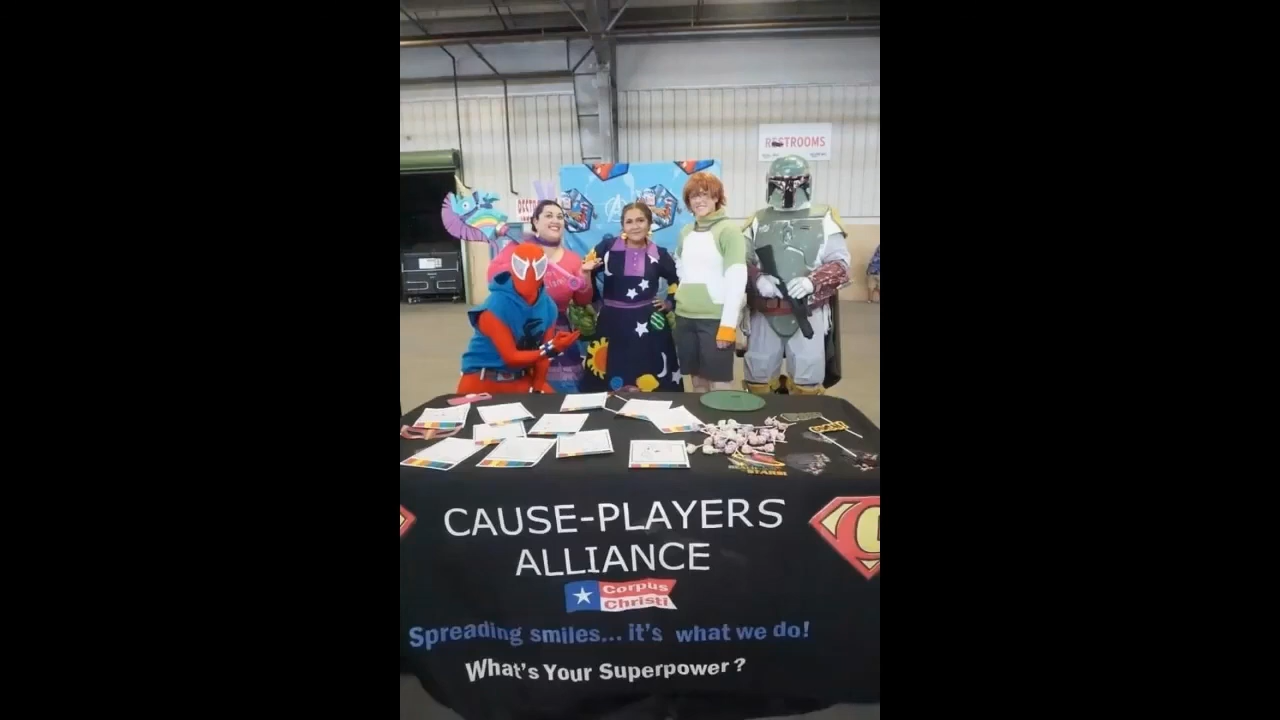 RESTROOMS
CAUSE-PLAYERS
ALLIANCE
Corpus
Christi
Spreading smiles... it's what we do!
What's Your Superpower?